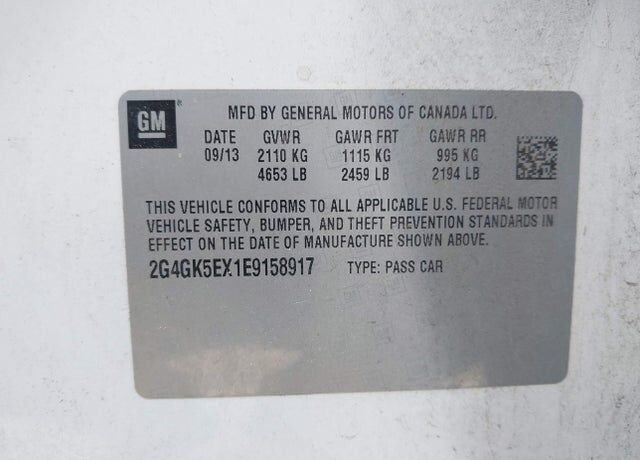 GM
MFD BY GENERAL MOTORS OF CANADA LTD.
DATE GVWR GAWR FRT GAWR RR
09/13 2110 KG 1115 KG 995 KG
4653 LB 2459 LB 2194 LB
THIS VEHICLE CONFORMS TO ALL APPLICABLE U.S. FEDERAL MOTOR
VEHICLE SAFETY, BUMPER, AND THEFT PREVENTION STANDARDS IN
EFFECT ON THE DATE OF MANUFACTURE SHOWN ABOVE.
2G4GK5EX1E9158917 TYPE: PASS CAR